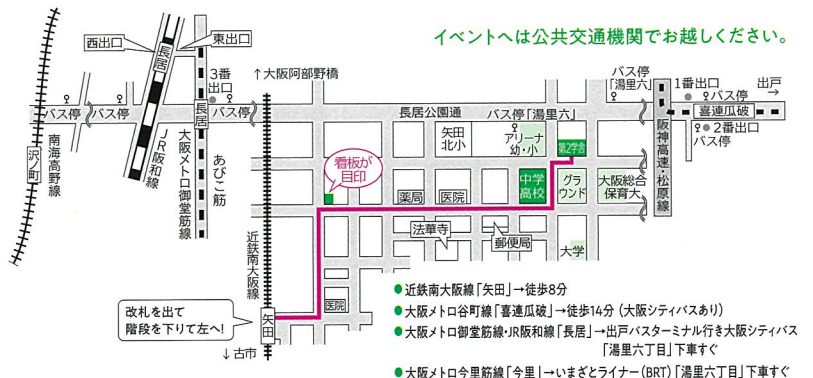 イベントへは公共交通機関でお越しください。
西出口
東出口
長居
3番
出口
↑大阪阿部野橋
バス停
バス停
長居
バス停
長居公園通
バス停「湯里六」
バス停
「湯里六」
1番出口
バス停
出戸
→
喜連瓜破
2番出口
バス停
沢ノ町
南海高野線
JR阪和線
大阪メトロ御堂筋線
あびこ筋
看板が
目印
矢田
北小
アリーナ
幼・小
第2学舎
中学
高校
グラ
ウンド
大阪総合
保育大
阪神高速・松原線
薬局
医院
法華寺
郵便局
大学
近鉄南大阪線
医院
改札を出て
階段を下りて左へ!
矢田
↓古市
●近鉄南大阪線「矢田」→徒歩8分
●大阪メトロ谷町線「喜連瓜破」→徒歩14分(大阪シティバスあり)
●大阪メトロ御堂筋線・JR阪和線「長居」→出戸バスターミナル行き大阪シティバス
「湯里六丁目」下車すぐ
●大阪メトロ今里筋線「今里」→いまざとライナー(BRT)「湯里六丁目」下車すぐ